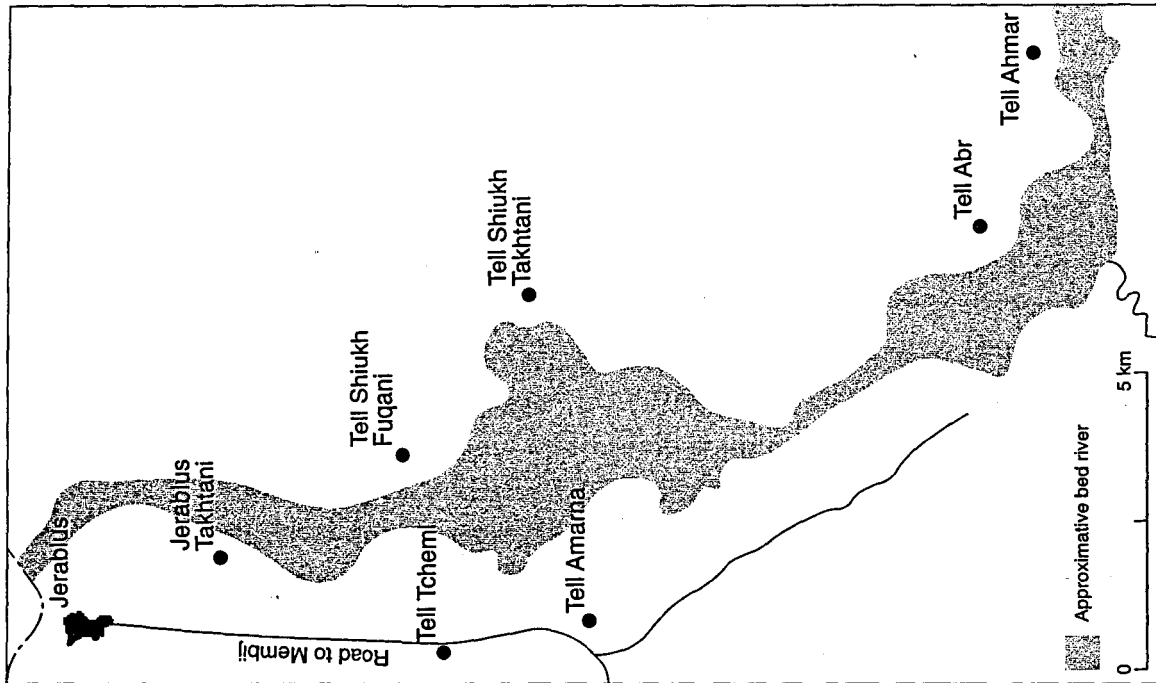 Jerablus
Jerablus
Takhtani
Road to Membij
Tell Shiukh
Fuqani
Tell Tchemi
Tell Shiukh
Takhtani
Tell Amarna
Tell Abr
Tell Ahmar
Approximative bed river
0
5 km